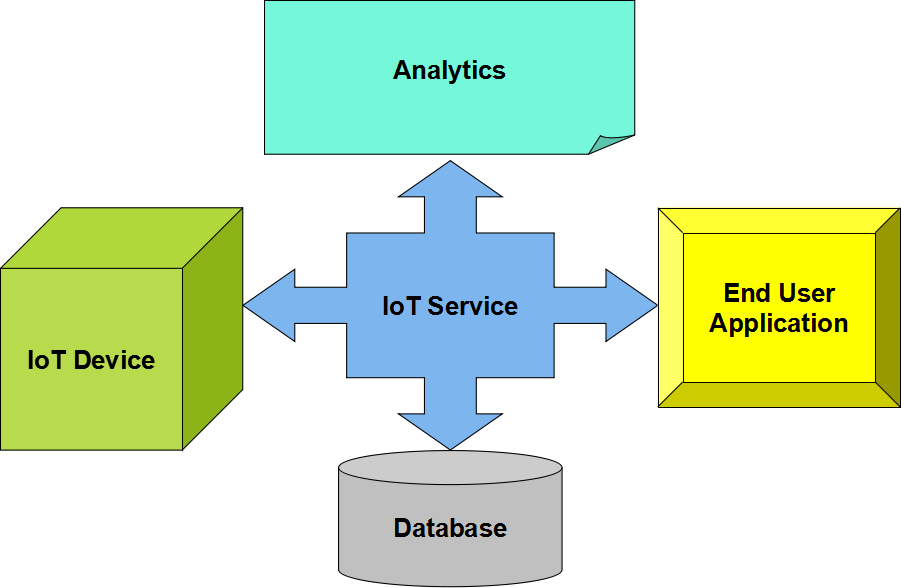 Analytics
IoT Device
IoT Service
End User
Application
Database